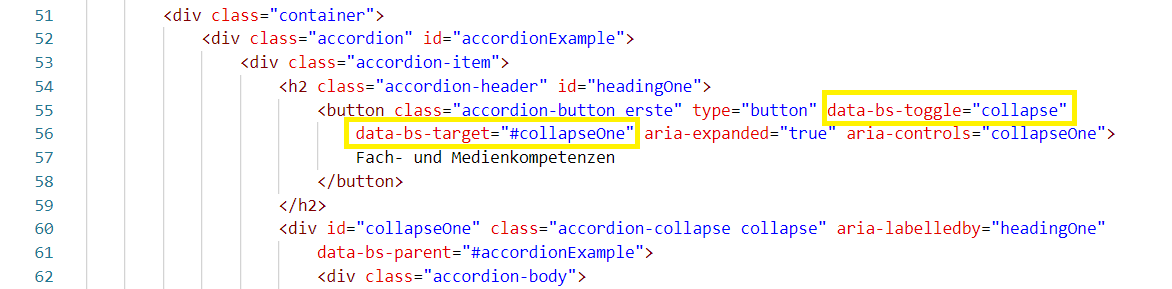 51 <div class="container">
52 <div class="accordion" id="accordionExample">
53 <div class="accordion-item">
54 <h2 class="accordion-header" id="headingOne">
55 <button class="accordion-button erste" type="button" data-bs-toggle="collapse"
56 data-bs-target="#collapseOne" aria-expanded="true" aria-controls="collapseOne">
57 Fach- und Medienkompetenzen
58 </button>
59 </h2>
60 <div id="collapseOne" class="accordion-collapse collapse" aria-labelledby="headingOne"
61 data-bs-parent="#accordionExample">
62 <div class="accordion-body">